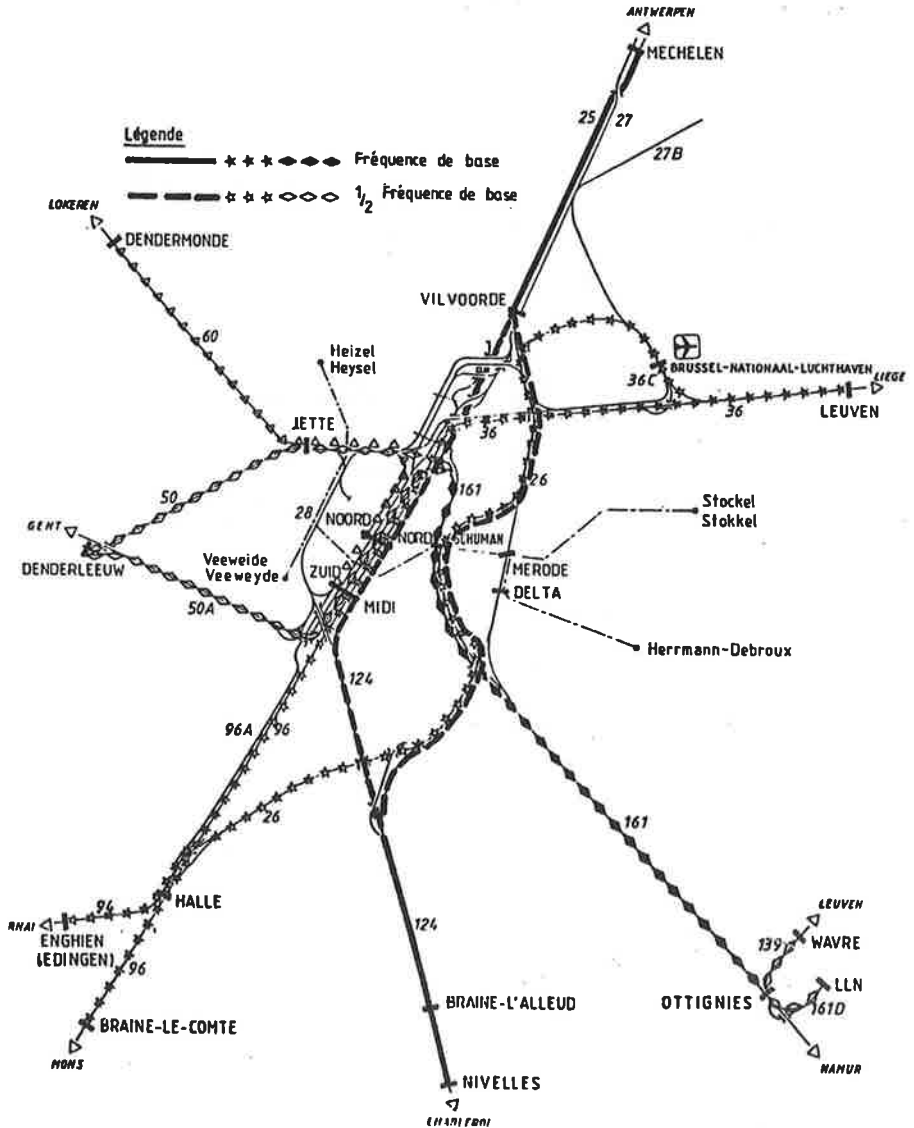 ANTWERPEN
MECHELEN
25
27
27B
Légende
Fréquence de base
1/2 Fréquence de base
LOKEREN
DENDERMONDE
VILVOORDE
60
Heizel
Heysel
BRUSSEL-NATIONAAL-LUCHTHAVEN
36C
LIEGE
36
LEUVEN
JETTE
36
50
161
26
28
Stockel
Stokkel
GENT
NOORD
NORD
SCHUMAN
DENDERLEEUW
Veeweide
Veeweyde
ZUID
MERODE
MIDI
DELTA
50A
Herrmann-Debroux
124
96A
96
26
161
HALLE
94
ENGHIEN
(EDINGEN)
96
124
LEUVEN
139
WAVRE
LLN
OTTIGNIES
161D
BRAINE-L'ALLEUD
BRAINE-LE-COMTE
MONS
NAMUR
NIVELLES